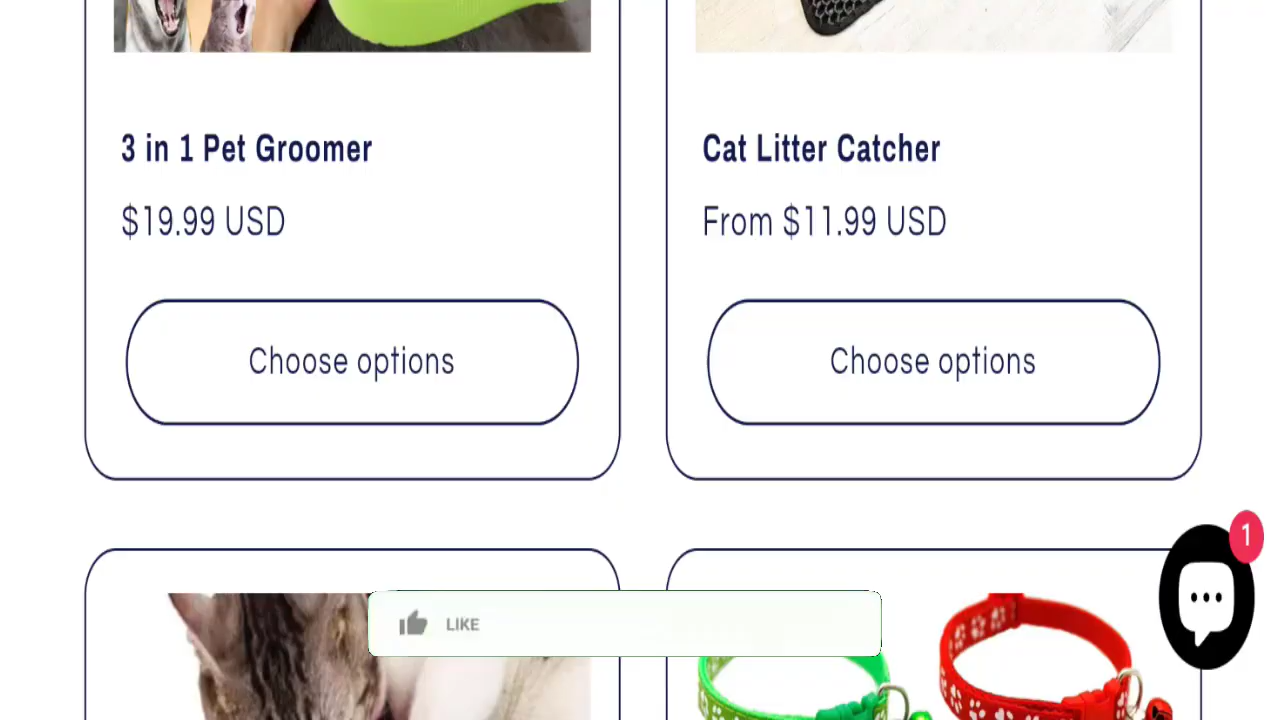 3 in 1 Pet Groomer
$19.99 USD
Choose options
Cat Litter Catcher
From $11.99 USD
Choose options
1
LIKE